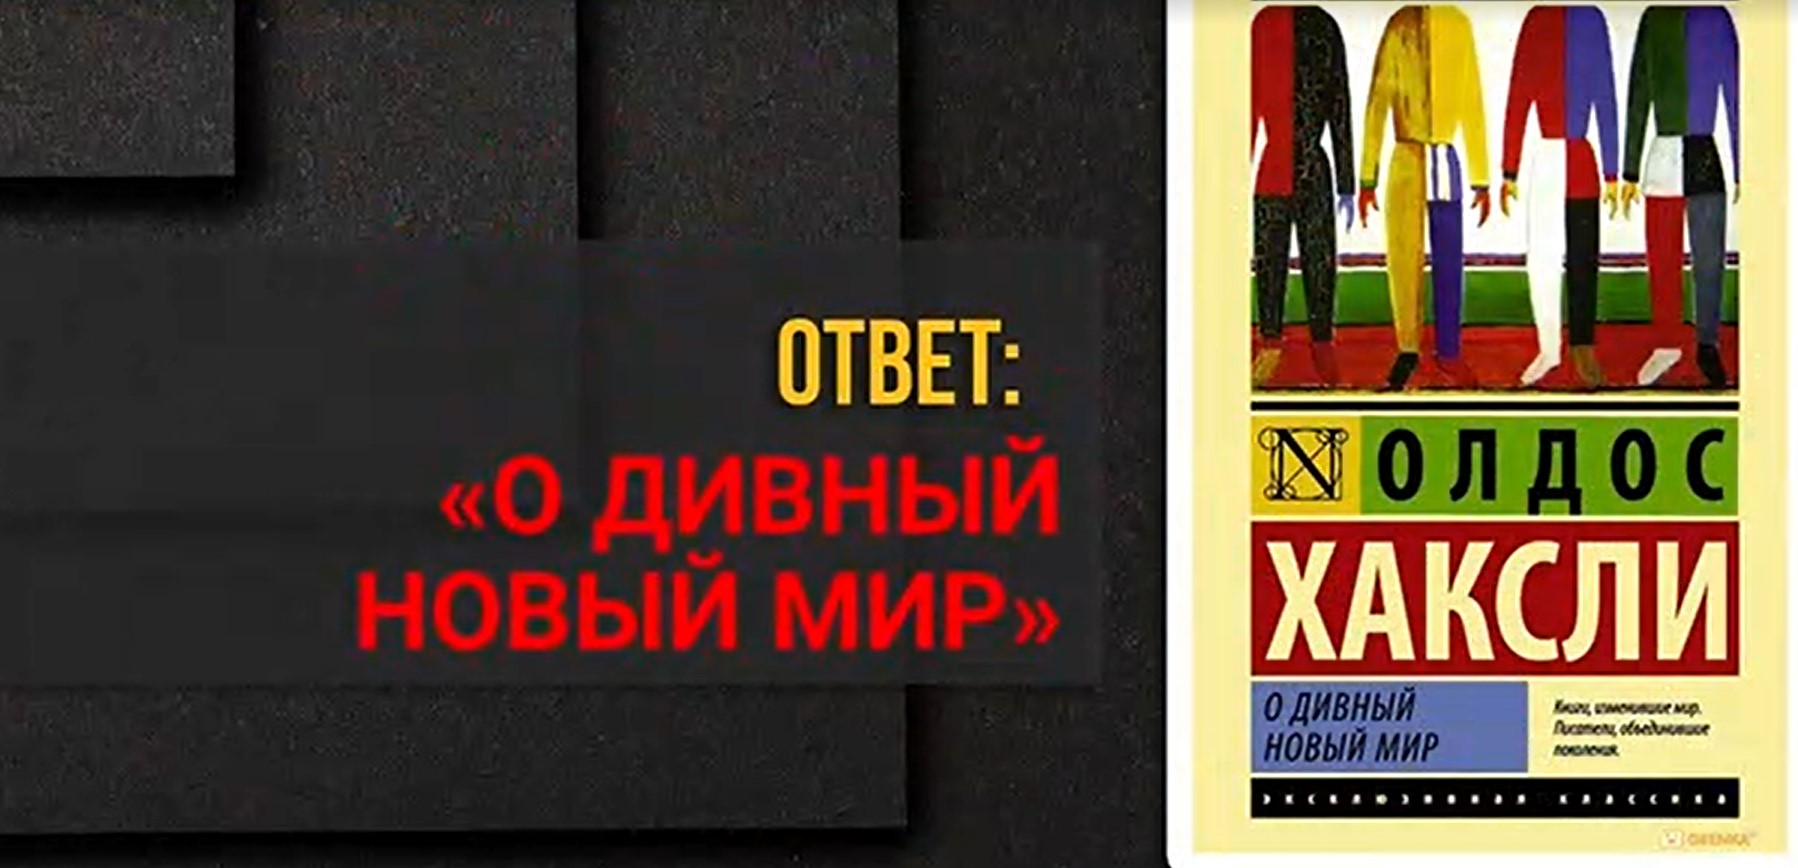 ОТВЕТ:
«О ДИВНЫЙ
НОВЫЙ МИР»
N ОЛДОС
ХАКСЛИ
О ДИВНЫЙ
НОВЫЙ МИР
Книги, изменившие мир.
Писатели, объединившие
поколения.
эксклюзивная классика